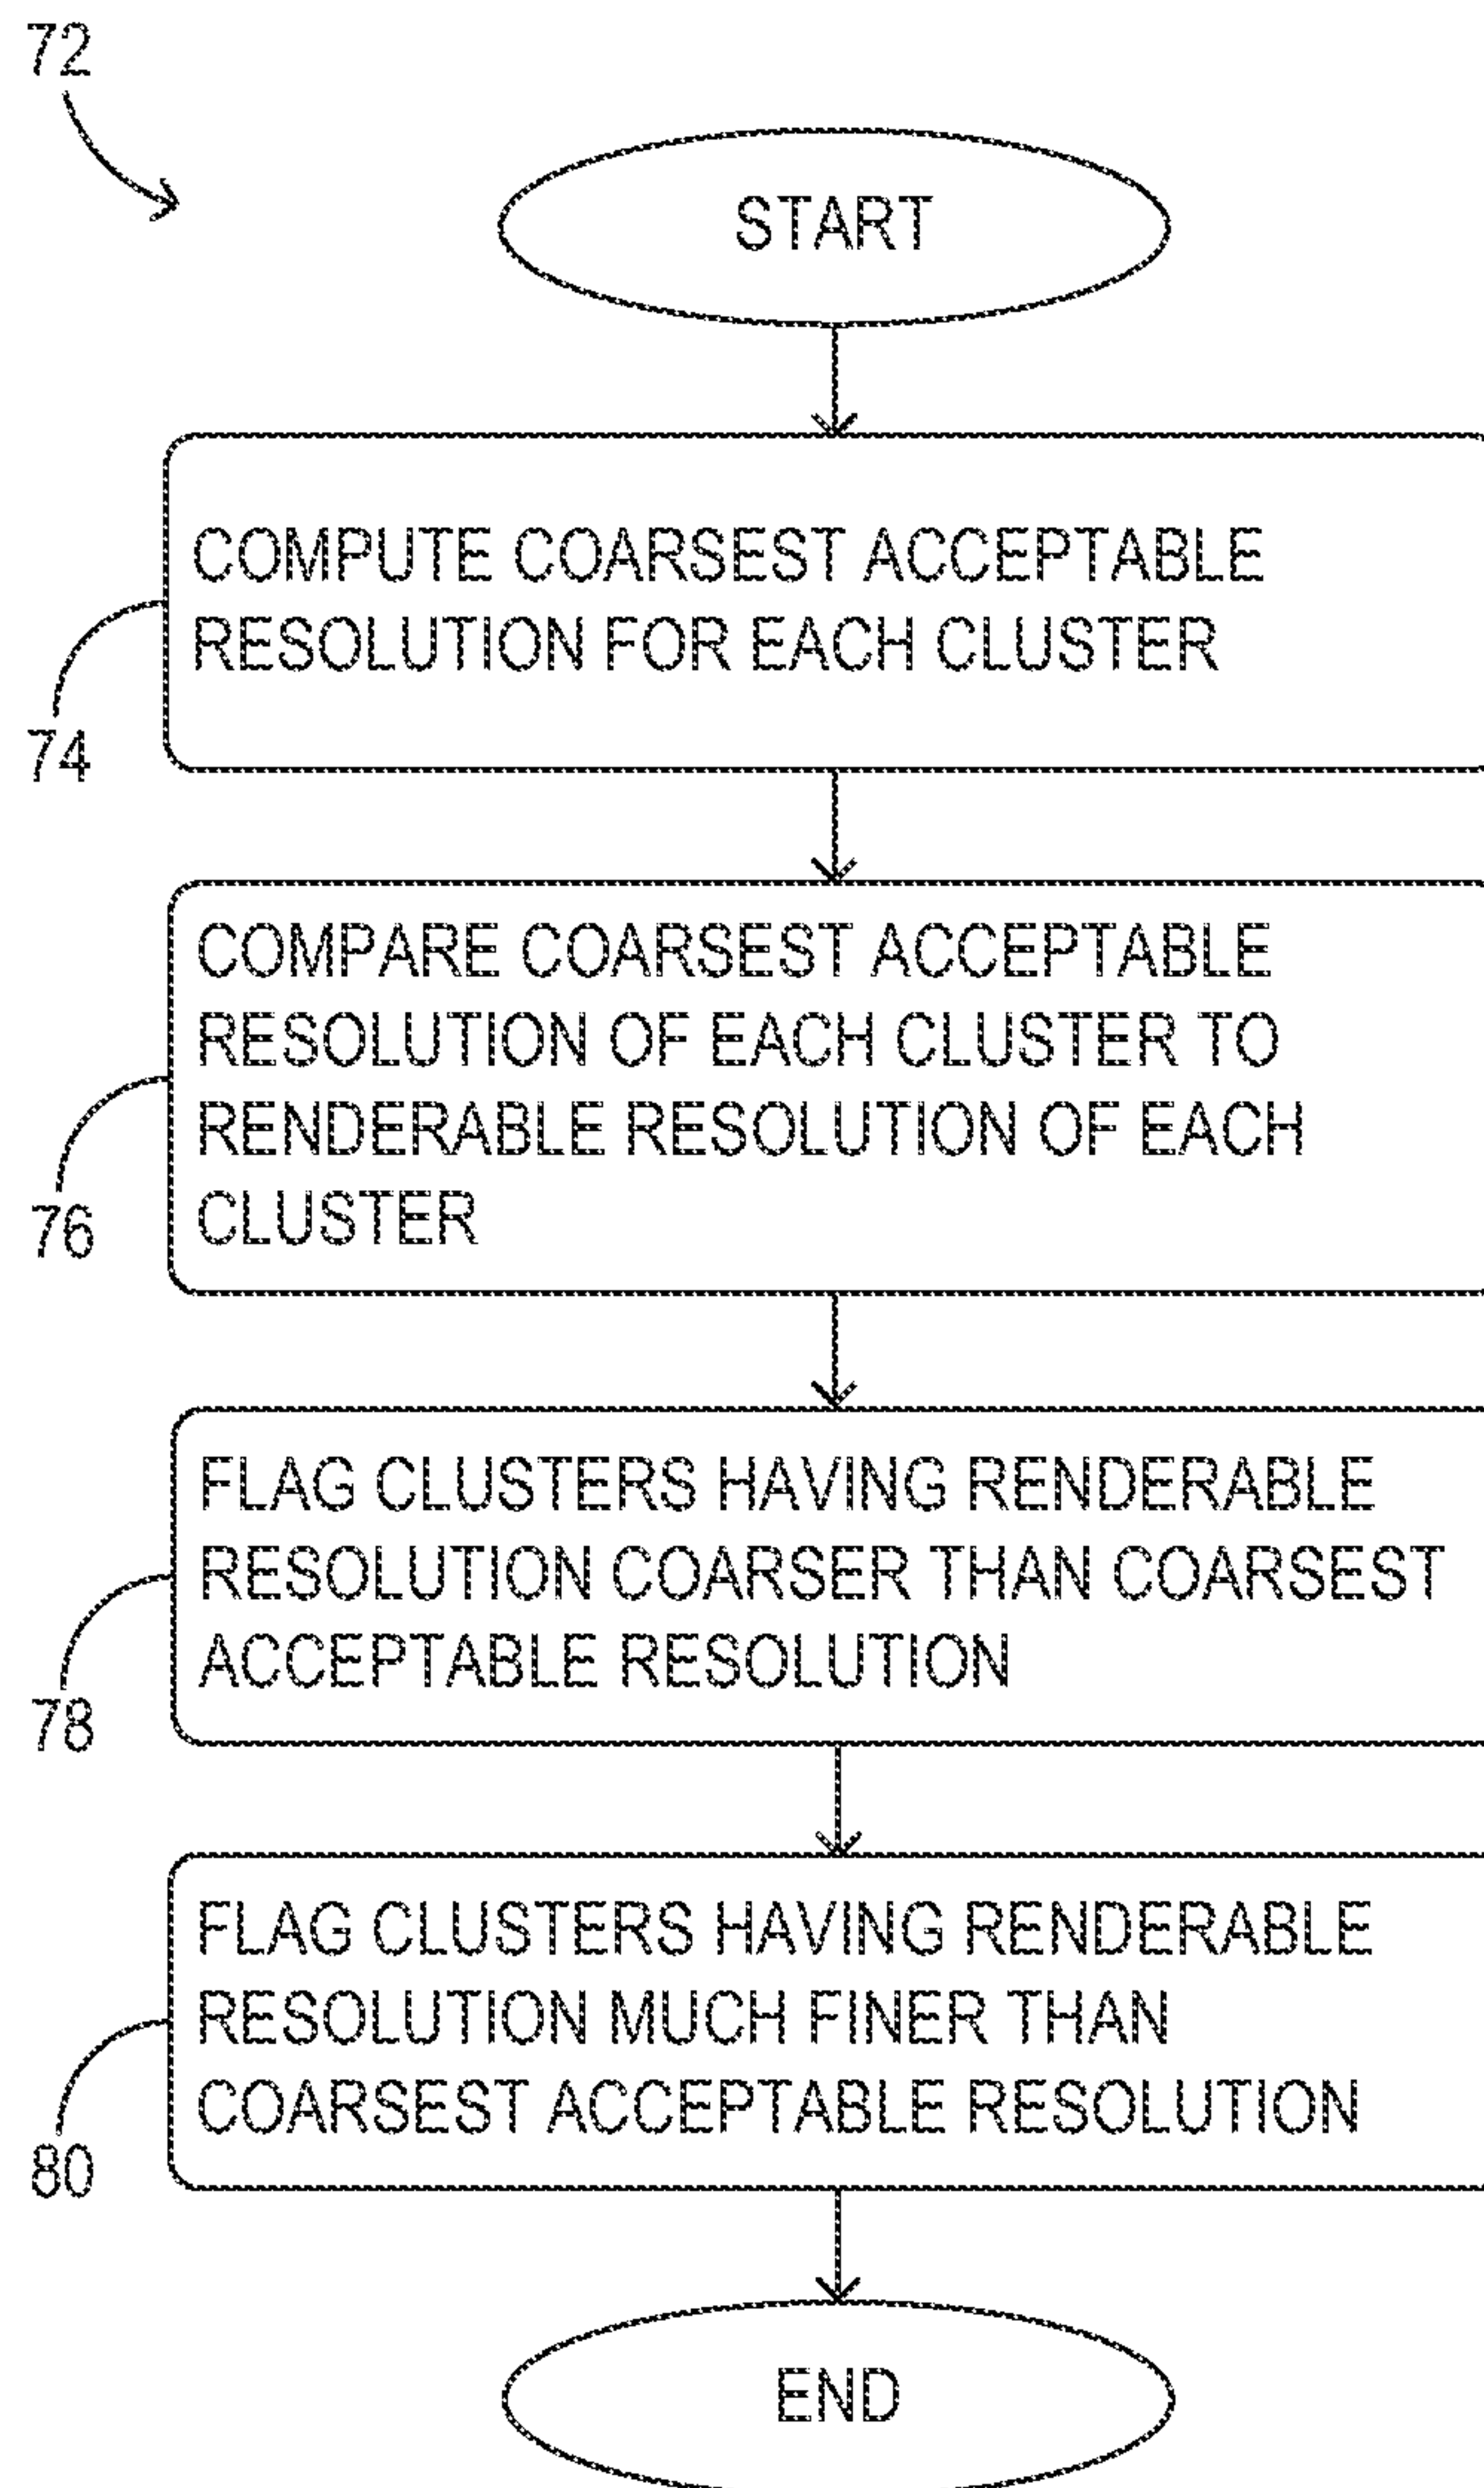 72
START
COMPUTE COARSEST ACCEPTABLE
RESOLUTION FOR EACH CLUSTER
74
COMPARE COARSEST ACCEPTABLE
RESOLUTION OF EACH CLUSTER TO
RENDERABLE RESOLUTION OF EACH
CLUSTER
76
FLAG CLUSTERS HAVING RENDERABLE
RESOLUTION COARSER THAN COARSEST
ACCEPTABLE RESOLUTION
78
FLAG CLUSTERS HAVING RENDERABLE
RESOLUTION MUCH FINER THAN
COARSEST ACCEPTABLE RESOLUTION
80
END